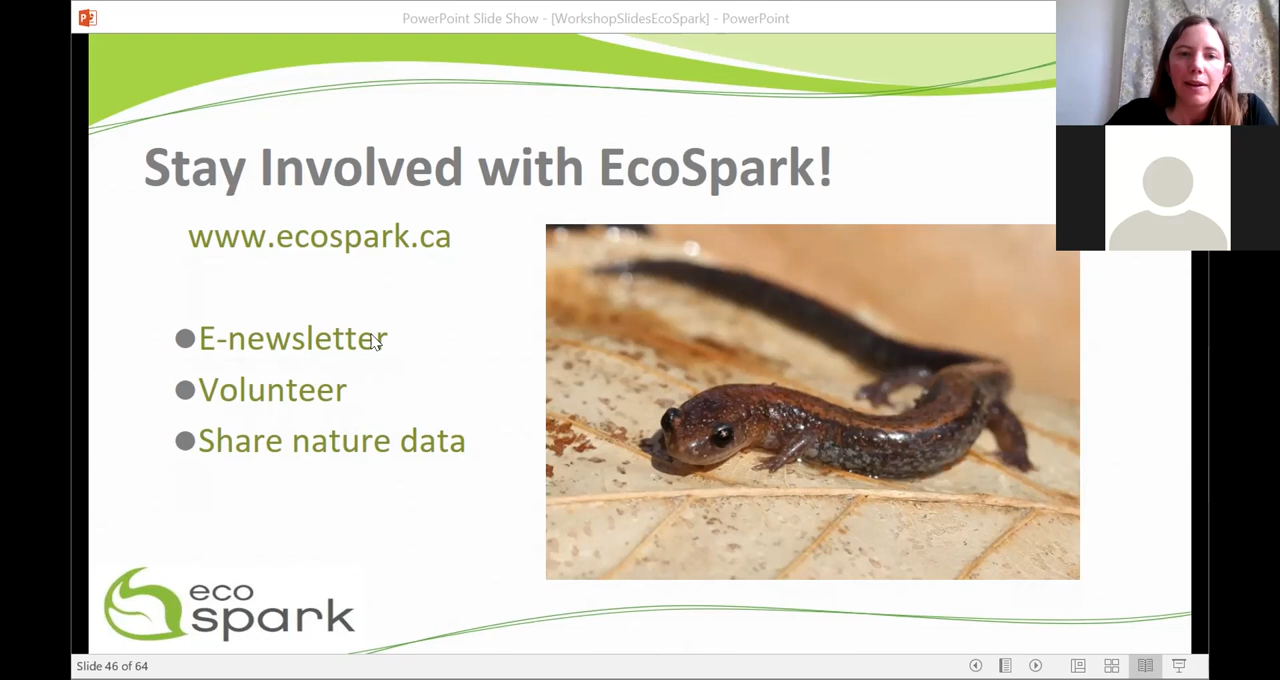 PowerPoint Slide Show - [WorkshopSlidesEcoSpark] - PowerPoint
Stay Involved with EcoSpark!
www.ecospark.ca
●E-newsletter
●Volunteer
●Share nature data
eco
spark
Slide 46 of 64